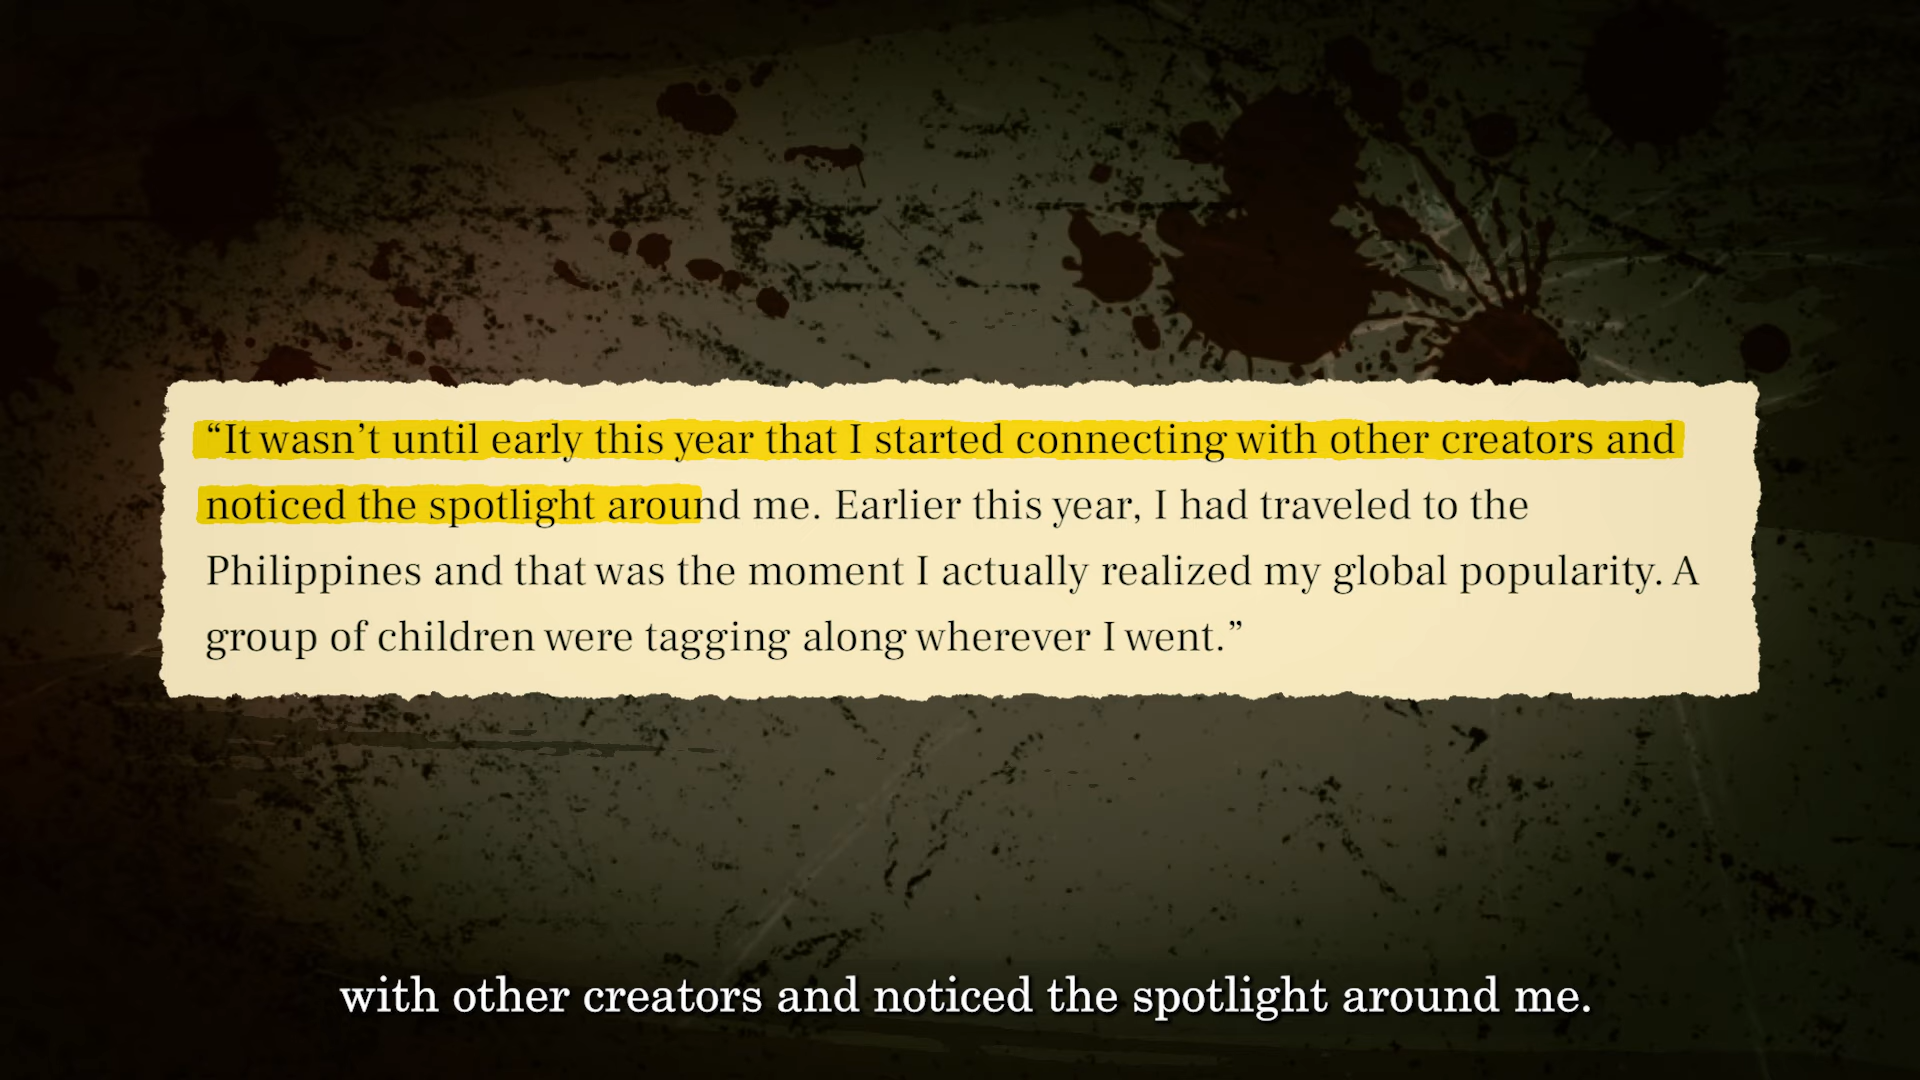 “It wasn’t until early this year that I started connecting with other creators and
noticed the spotlight around me. Earlier this year, I had traveled to the
Philippines and that was the moment I actually realized my global popularity. A
group of children were tagging along wherever I went.”
with other creators and noticed the spotlight around me.